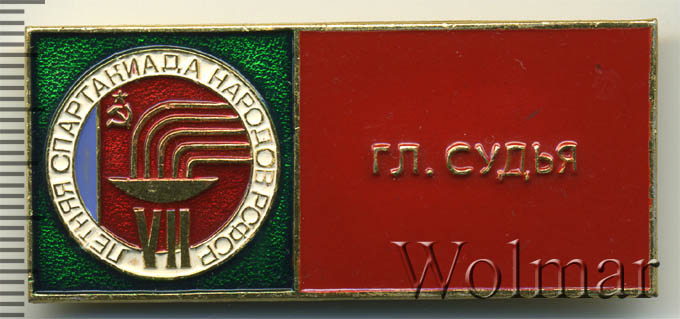 VII ЛЕТНЯЯ СПАРТАКИАДА НАРОДОВ РСФСР
ГЛ. СУДЬЯ
Wolmar